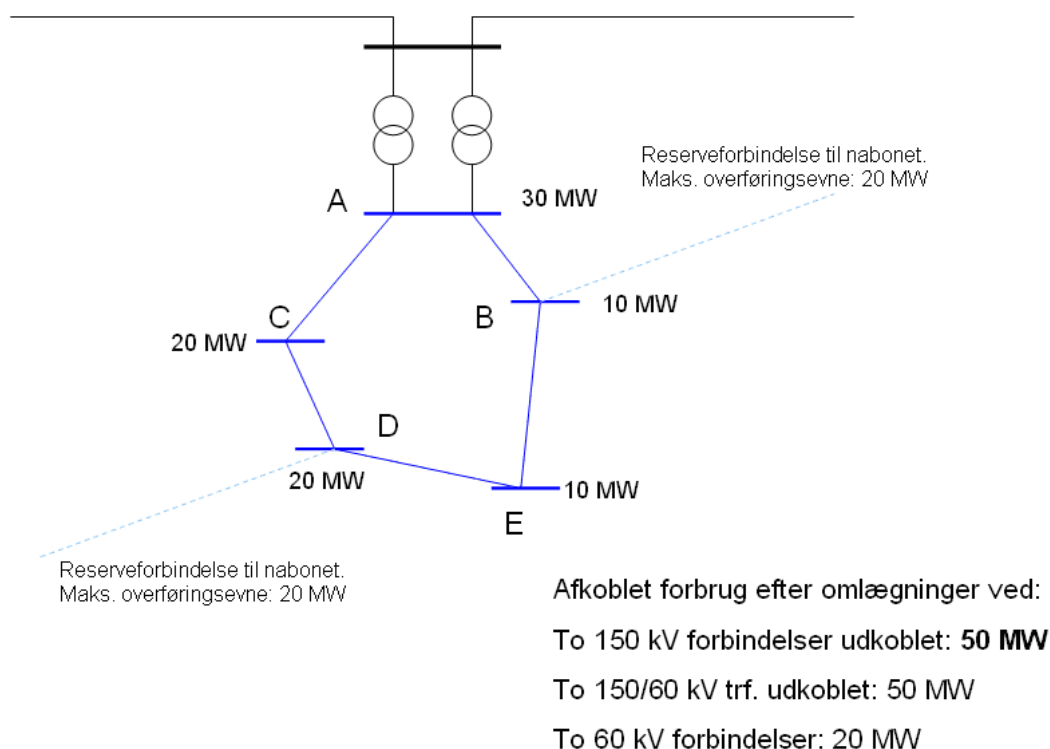 Reserveforbindelse til nabonet.
Maks. overføringsevne: 20 MW
A
30 MW
B
10 MW
C
20 MW
D
20 MW
10 MW
E
Reserveforbindelse til nabonet.
Maks. overføringsevne: 20 MW
Afkoblet forbrug efter omlægninger ved:
To 150 kV forbindelser udkoblet: 50 MW
To 150/60 kV trf. udkoblet: 50 MW
To 60 kV forbindelser: 20 MW